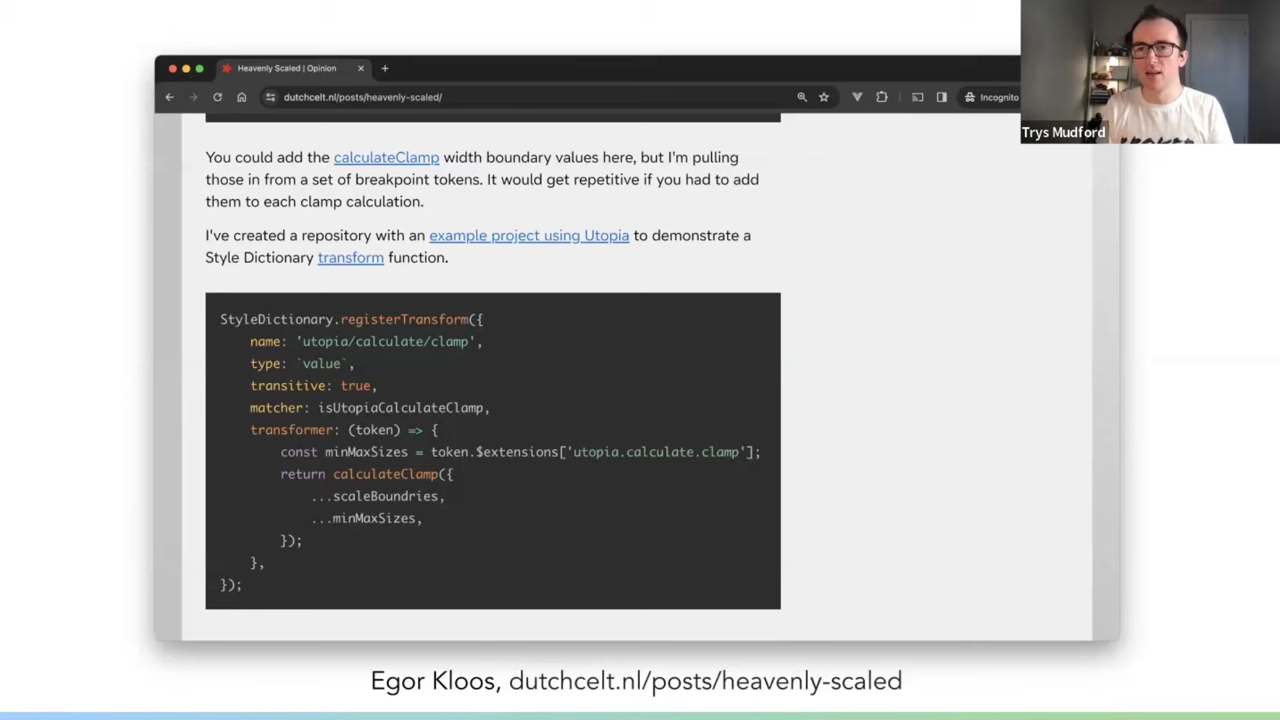 Heavenly Scaled | Opinion
dutchcelt.nl/posts/heavenly-scaled/
Incognito
Trys Mudford
You could add the calculateClamp width boundary values here, but I'm pulling
those in from a set of breakpoint tokens. It would get repetitive if you had to add
them to each clamp calculation.
I've created a repository with an example project using Utopia to demonstrate a
Style Dictionary transform function.
StyleDictionary.registerTransform({
    name: 'utopia/calculate/clamp',
    type: `value`,
    transitive: true,
    matcher: isUtopiaCalculateClamp,
    transformer: (token) => {
        const minMaxSizes = token.$extensions['utopia.calculate.clamp'];
        return calculateClamp({
            ...scaleBoundries,
            ...minMaxSizes,
        });
    },
});
Egor Kloos, dutchcelt.nl/posts/heavenly-scaled